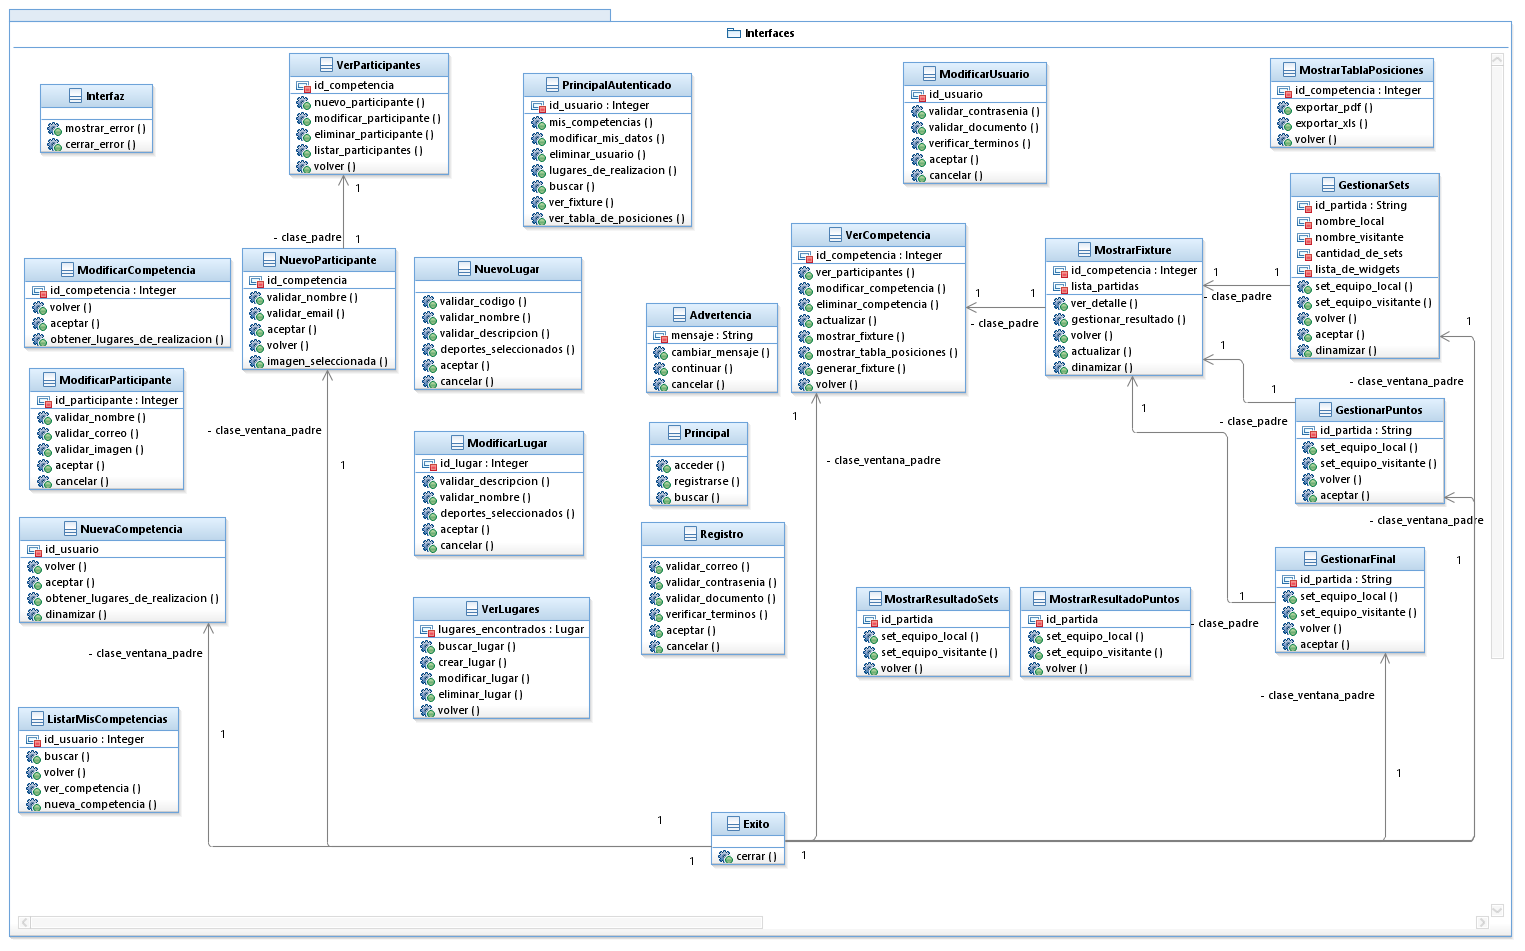 Interfaces
Interfaz
mostrar_error ( )
cerrar_error ( )
VerParticipantes
id_competencia
nuevo_participante ( )
modificar_participante ( )
eliminar_participante ( )
listar_participantes ( )
volver ( )
1
- clase_padre
1
PrincipalAutenticado
id_usuario : Integer
mis_competencias ( )
modificar_mis_datos ( )
eliminar_usuario ( )
lugares_de_realizacion ( )
buscar ( )
ver_fixture ( )
ver_tabla_de_posiciones ( )
ModificarUsuario
id_usuario
validar_contrasenia ( )
validar_documento ( )
verificar_terminos ( )
aceptar ( )
cancelar ( )
MostrarTablaPosiciones
id_competencia : Integer
exportar_pdf ( )
exportar_xls ( )
volver ( )
GestionarSets
id_partida : String
nombre_local
nombre_visitante
cantidad_de_sets
lista_de_widgets
set_equipo_local ( )
set_equipo_visitante ( )
volver ( )
aceptar ( )
dinamizar ( )
ModificarCompetencia
id_competencia : Integer
volver ( )
aceptar ( )
obtener_lugares_de_realizacion ( )
NuevoParticipante
id_competencia
validar_nombre ( )
validar_email ( )
aceptar ( )
volver ( )
imagen_seleccionada ( )
NuevoLugar
validar_codigo ( )
validar_nombre ( )
validar_descripcion ( )
deportes_seleccionados ( )
aceptar ( )
cancelar ( )
Advertencia
mensaje : String
cambiar_mensaje ( )
continuar ( )
cancelar ( )
VerCompetencia
id_competencia : Integer
ver_participantes ( )
modificar_competencia ( )
eliminar_competencia ( )
actualizar ( )
mostrar_fixture ( )
mostrar_tabla_posiciones ( )
generar_fixture ( )
volver ( )
1
1
- clase_padre
MostrarFixture
id_competencia : Integer
lista_partidas
ver_detalle ( )
gestionar_resultado ( )
volver ( )
actualizar ( )
dinamizar ( )
1
1
- clase_padre
1
1
- clase_padre
1
- clase_ventana_padre
ModificarParticipante
id_participante : Integer
validar_nombre ( )
validar_correo ( )
validar_imagen ( )
aceptar ( )
cancelar ( )
- clase_ventana_padre
1
ModificarLugar
id_lugar : Integer
validar_descripcion ( )
validar_nombre ( )
deportes_seleccionados ( )
aceptar ( )
cancelar ( )
Principal
acceder ( )
registrarse ( )
buscar ( )
1
- clase_ventana_padre
1
GestionarPuntos
id_partida : String
set_equipo_local ( )
set_equipo_visitante ( )
volver ( )
aceptar ( )
- clase_ventana_padre
1
NuevaCompetencia
id_usuario
volver ( )
aceptar ( )
obtener_lugares_de_realizacion ( )
dinamizar ( )
- clase_ventana_padre
1
Registro
validar_correo ( )
validar_contrasenia ( )
validar_documento ( )
verificar_terminos ( )
aceptar ( )
cancelar ( )
GestionarFinal
id_partida : String
set_equipo_local ( )
set_equipo_visitante ( )
volver ( )
aceptar ( )
1
- clase_padre
- clase_ventana_padre
1
VerLugares
lugares_encontrados : Lugar
buscar_lugar ( )
crear_lugar ( )
modificar_lugar ( )
eliminar_lugar ( )
volver ( )
MostrarResultadoSets
id_partida
set_equipo_local ( )
set_equipo_visitante ( )
volver ( )
MostrarResultadoPuntos
id_partida
set_equipo_local ( )
set_equipo_visitante ( )
volver ( )
ListarMisCompetencias
id_usuario : Integer
buscar ( )
volver ( )
ver_competencia ( )
nueva_competencia ( )
Exito
cerrar ( )
1
1
1